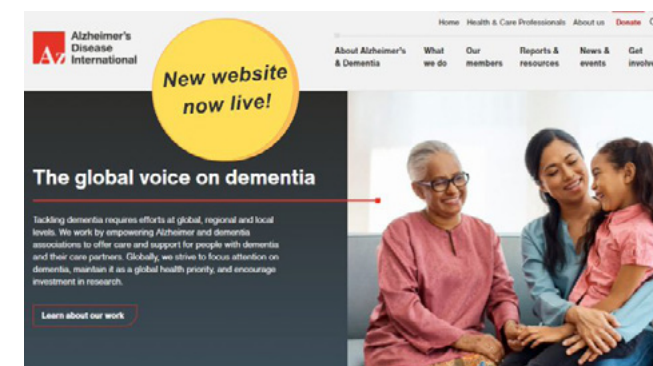 Home Health & Care Professionals About us Donate
Alzheimer's
Disease
International
Az
New website
now live!
About Alzheimer's
& Dementia
What
we do
Our
members
Reports &
resources
News &
events
Get
The global voice on dementia
Tackling dementia requires efforts at global, regional and local
levels. We work by empowering Alzheimer and dementia
associations to offer care and support for people with dementia
and their care partners. Globally, we strive to focus attention on
dementia, maintain it as a global health priority, and encourage
investment in research.
Learn about our work